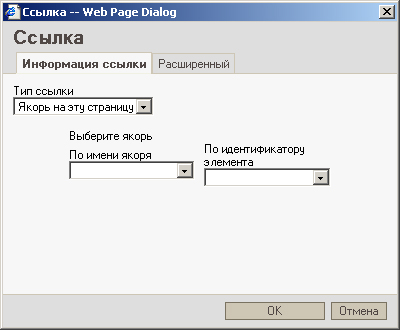 Ссылка -- Web Page Dialog
Ссылка
Информация ссылки Расширенный
Тип ссылки
Якорь на эту страницу
Выберите якорь
По имени якоря
По идентификатору
элемента
OK Отмена